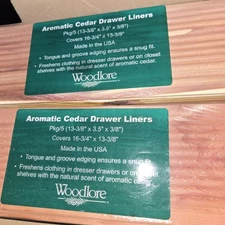 Aromatic Cedar Drawer Liners
Pkg/5 (13-3/8" x 3.5" x 3/8")
Covers 16-3/4" x 13-3/8"
Made in the USA
• Tongue and groove edging ensures a snug fit.
• Freshens clothing in dresser drawers or on closet
shelves with the natural scent of aromatic cedar.
Woodlore
Aromatic Cedar Drawer Liners
Pkg/5 (13-3/8" x 3.5" x 3/8")
Covers 16-3/4" x 13-3/8"
Made in the USA
• Tongue and groove edging ensures a snug fit.
• Freshens clothing in dresser drawers or on closet
shelves with the natural scent of aromatic cedar.
Woodlore